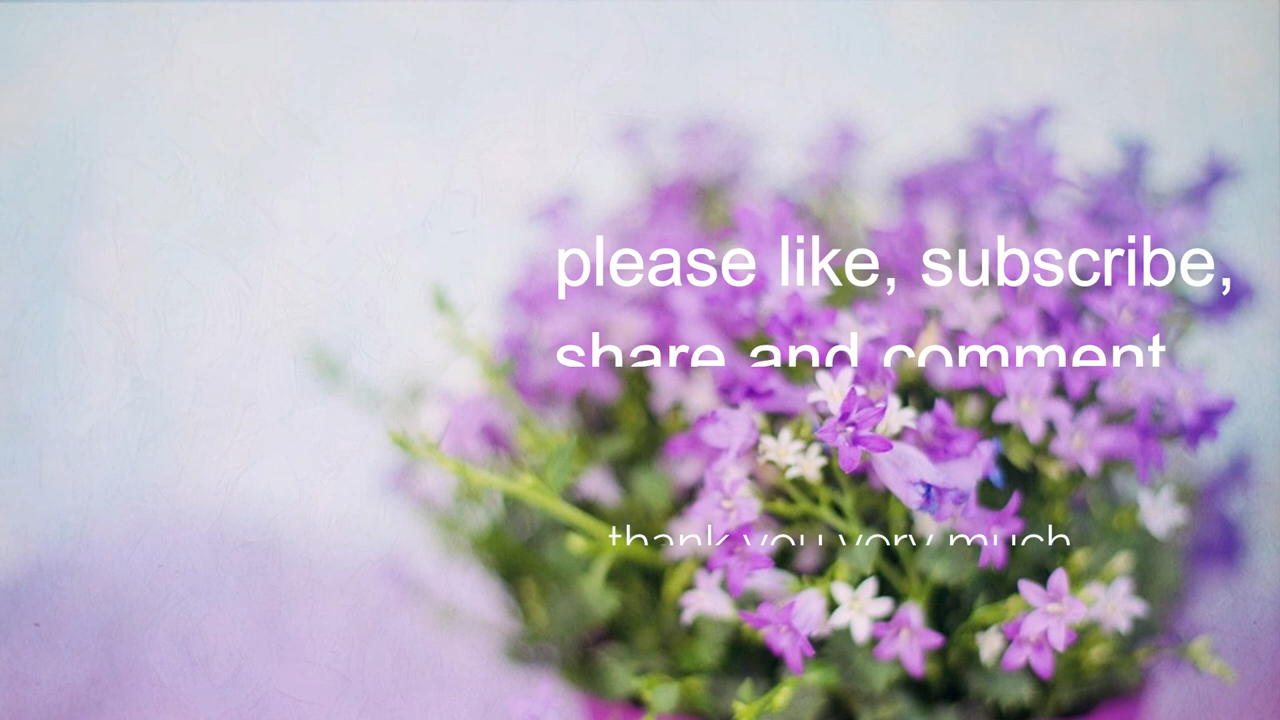 please like, subscribe,
share and comment
thank you very much